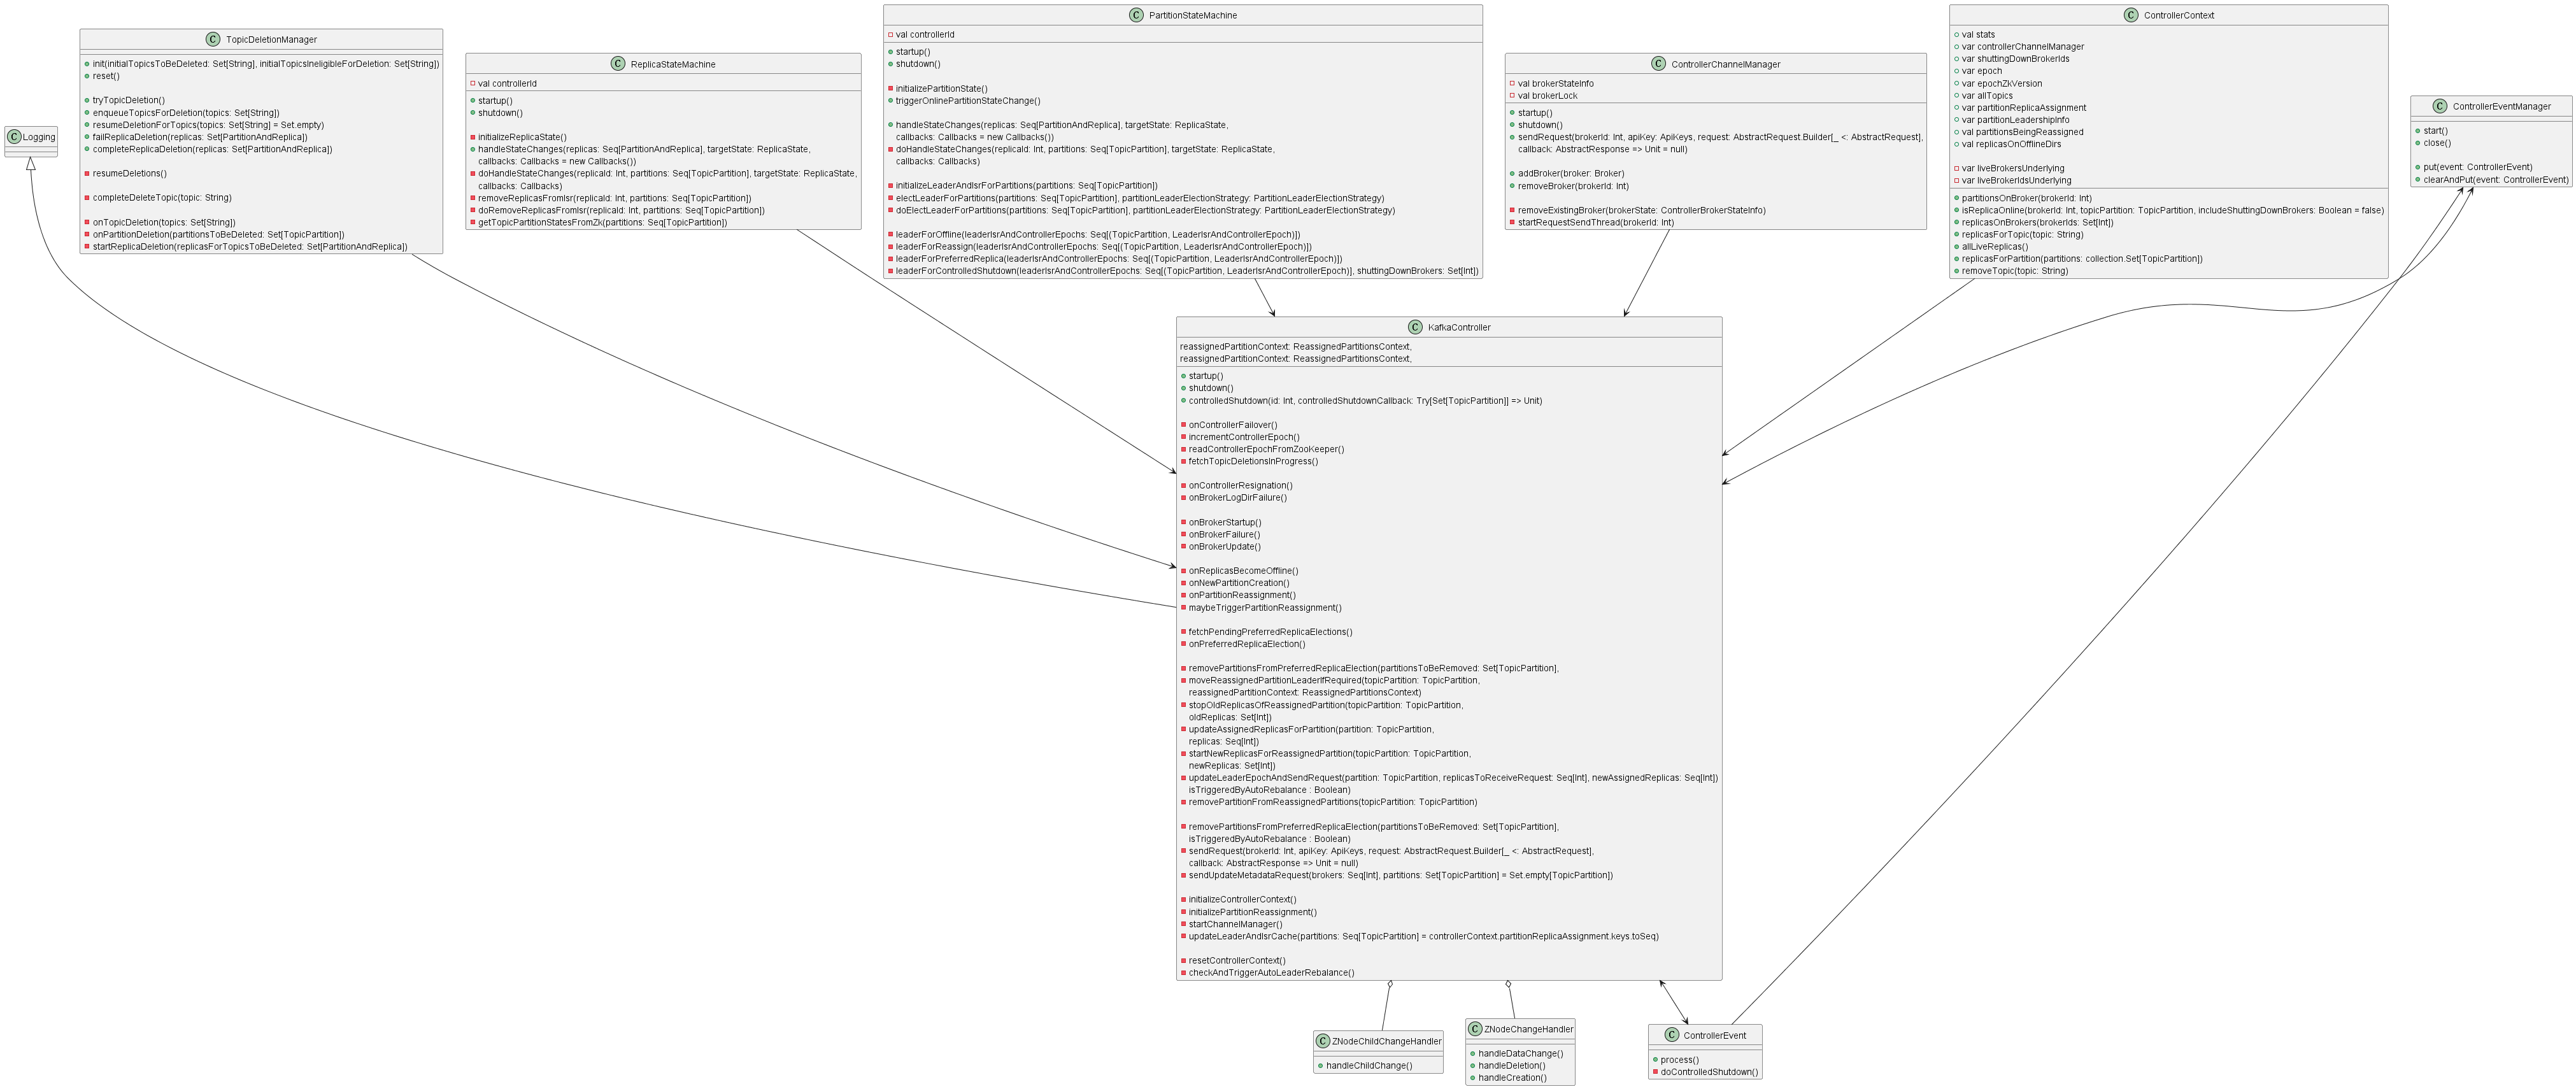 Logging
TopicDeletionManager
init(initialTopicsToBeDeleted: Set[String], initialTopicsIneligibleForDeletion: Set[String])
reset()
tryTopicDeletion()
enqueueTopicsForDeletion(topics: Set[String])
resumeDeletionForTopics(topics: Set[String] = Set.empty)
failReplicaDeletion(replicas: Set[PartitionAndReplica])
completeReplicaDeletion(replicas: Set[PartitionAndReplica])
resumeDeletions()
completeDeleteTopic(topic: String)
onTopicDeletion(topics: Set[String])
onPartitionDeletion(partitionsToBeDeleted: Set[TopicPartition])
startReplicaDeletion(replicasForTopicsToBeDeleted: Set[PartitionAndReplica])
ReplicaStateMachine
val controllerId
startup()
shutdown()
initializeReplicaState()
handleStateChanges(replicas: Seq[PartitionAndReplica], targetState: ReplicaState,
callbacks: Callbacks = new Callbacks())
doHandleStateChanges(replicaId: Int, partitions: Seq[TopicPartition], targetState: ReplicaState,
callbacks: Callbacks)
removeReplicasFromIsr(replicaId: Int, partitions: Seq[TopicPartition])
doRemoveReplicasFromIsr(replicaId: Int, partitions: Seq[TopicPartition])
getTopicPartitionStatesFromZk(partitions: Seq[TopicPartition])
PartitionStateMachine
val controllerId
startup()
shutdown()
initializePartitionState()
triggerOnlinePartitionStateChange()
handleStateChanges(replicas: Seq[PartitionAndReplica], targetState: ReplicaState,
callbacks: Callbacks = new Callbacks())
doHandleStateChanges(replicaId: Int, partitions: Seq[TopicPartition], targetState: ReplicaState,
callbacks: Callbacks)
initializeLeaderAndIsrForPartitions(partitions: Seq[TopicPartition])
electLeaderForPartitions(partitions: Seq[TopicPartition], partitionLeaderElectionStrategy: PartitionLeaderElectionStrategy)
doElectLeaderForPartitions(partitions: Seq[TopicPartition], partitionLeaderElectionStrategy: PartitionLeaderElectionStrategy)
leaderForOffline(leaderIsrAndControllerEpochs: Seq[(TopicPartition, LeaderIsrAndControllerEpoch)])
leaderForReassign(leaderIsrAndControllerEpochs: Seq[(TopicPartition, LeaderIsrAndControllerEpoch)])
leaderForPreferredReplica(leaderIsrAndControllerEpochs: Seq[(TopicPartition, LeaderIsrAndControllerEpoch)])
leaderForControlledShutdown(leaderIsrAndControllerEpochs: Seq[(TopicPartition, LeaderIsrAndControllerEpoch)], shuttingDownBrokers: Set[Int])
ControllerChannelManager
val brokerStateInfo
val brokerLock
startup()
shutdown()
sendRequest(brokerId: Int, apiKey: ApiKeys, request: AbstractRequest.Builder[_ <: AbstractRequest],
callback: AbstractResponse => Unit = null)
addBroker(broker: Broker)
removeBroker(brokerId: Int)
removeExistingBroker(brokerState: ControllerBrokerStateInfo)
startRequestSendThread(brokerId: Int)
ControllerContext
val stats
var controllerChannelManager
var shuttingDownBrokerIds
var epoch
var epochZkVersion
var allTopics
var partitionReplicaAssignment
var partitionLeadershipInfo
val partitionsBeingReassigned
val replicasOnOfflineDirs
var liveBrokersUnderlying
var liveBrokerIdsUnderlying
partitionsOnBroker(brokerId: Int)
isReplicaOnline(brokerId: Int, topicPartition: TopicPartition, includeShuttingDownBrokers: Boolean = false)
replicasOnBrokers(brokerIds: Set[Int])
replicasForTopic(topic: String)
allLiveReplicas()
replicasForPartition(partitions: collection.Set[TopicPartition])
removeTopic(topic: String)
ControllerEventManager
start()
close()
put(event: ControllerEvent)
clearAndPut(event: ControllerEvent)
KafkaController
reassignedPartitionContext: ReassignedPartitionsContext,
reassignedPartitionContext: ReassignedPartitionsContext,
startup()
shutdown()
controlledShutdown(id: Int, controlledShutdownCallback: Try[Set[TopicPartition]] => Unit)
onControllerFailover()
incrementControllerEpoch()
readControllerEpochFromZooKeeper()
fetchTopicDeletionsInProgress()
onControllerResignation()
onBrokerLogDirFailure()
onBrokerStartup()
onBrokerFailure()
onBrokerUpdate()
onReplicasBecomeOffline()
onNewPartitionCreation()
onPartitionReassignment()
maybeTriggerPartitionReassignment()
fetchPendingPreferredReplicaElections()
onPreferredReplicaElection()
removePartitionsFromPreferredReplicaElection(partitionsToBeRemoved: Set[TopicPartition],
moveReassignedPartitionLeaderIfRequired(topicPartition: TopicPartition,
reassignedPartitionContext: ReassignedPartitionsContext)
stopOldReplicasOfReassignedPartition(topicPartition: TopicPartition,
oldReplicas: Set[Int])
updateAssignedReplicasForPartition(partition: TopicPartition,
replicas: Seq[Int])
startNewReplicasForReassignedPartition(topicPartition: TopicPartition,
newReplicas: Set[Int])
updateLeaderEpochAndSendRequest(partition: TopicPartition, replicasToReceiveRequest: Seq[Int], newAssignedReplicas: Seq[Int])
isTriggeredByAutoRebalance : Boolean)
removePartitionFromReassignedPartitions(topicPartition: TopicPartition)
removePartitionsFromPreferredReplicaElection(partitionsToBeRemoved: Set[TopicPartition],
isTriggeredByAutoRebalance : Boolean)
sendRequest(brokerId: Int, apiKey: ApiKeys, request: AbstractRequest.Builder[_ <: AbstractRequest],
callback: AbstractResponse => Unit = null)
sendUpdateMetadataRequest(brokers: Seq[Int], partitions: Set[TopicPartition] = Set.empty[TopicPartition])
initializeControllerContext()
initializePartitionReassignment()
startChannelManager()
updateLeaderAndIsrCache(partitions: Seq[TopicPartition] = controllerContext.partitionReplicaAssignment.keys.toSeq)
resetControllerContext()
checkAndTriggerAutoLeaderRebalance()
ZNodeChildChangeHandler
handleChildChange()
ZNodeChangeHandler
handleDataChange()
handleDeletion()
handleCreation()
ControllerEvent
process()
doControlledShutdown()